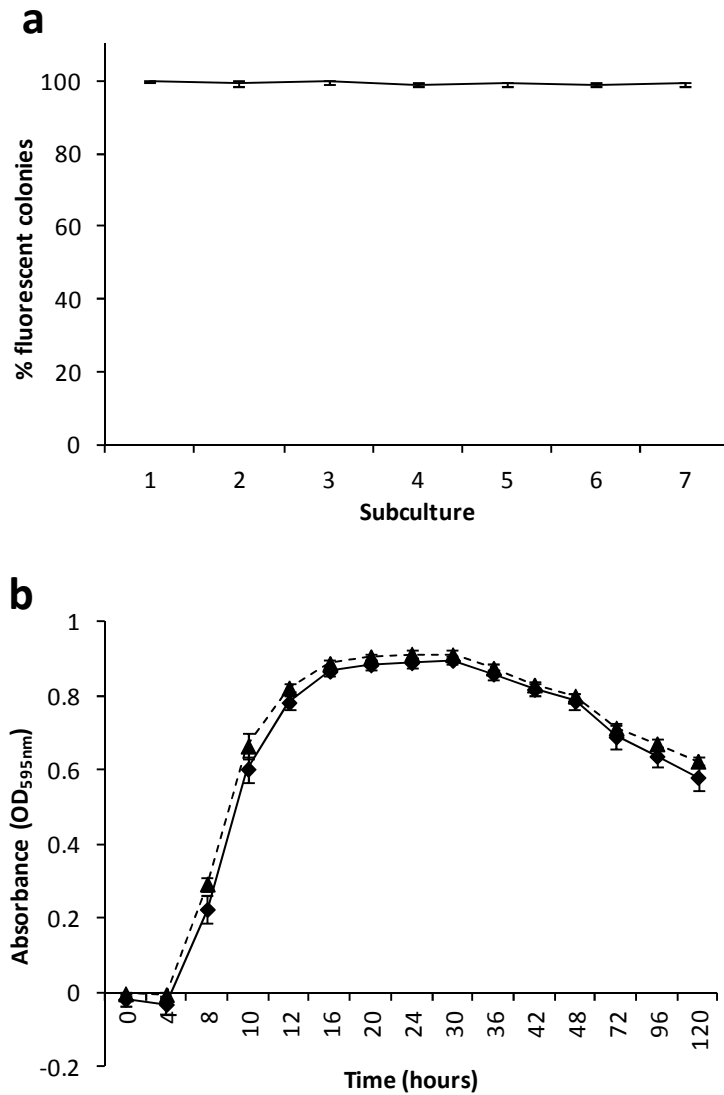 a
100
80
60
40
20
0
% fluorescent colonies
1 2 3 4 5 6 7
Subculture
b
1
0.8
0.6
0.4
0.2
0
-0.2
Absorbance (OD595nm)
0 4 8 10 12 16 20 24 30 36 42 48 72 96 120
Time (hours)